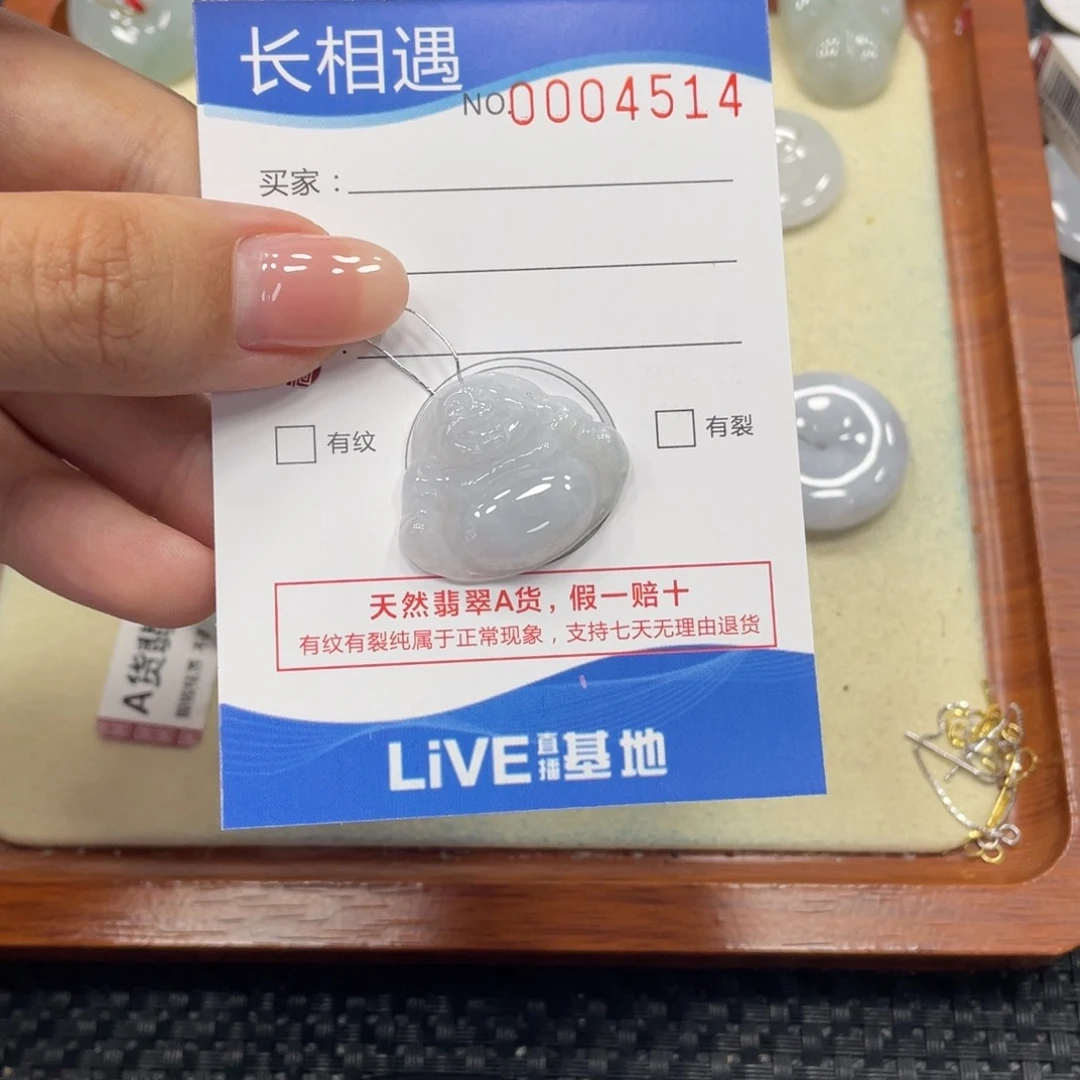 长相遇
NO.0004514
买家：
有纹
有裂
天然翡翠A货，假一赔十
有纹有裂纯属于正常现象，支持七天无理由退货
LiVE直播基地
A货翡